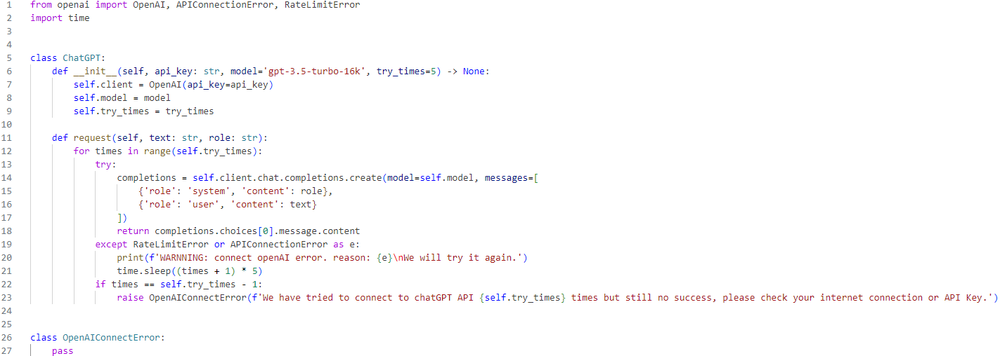 1 from openai import OpenAI, APIConnectionError, RateLimitError
2 import time
3
4
5 class ChatGPT:
6     def __init__(self, api_key: str, model='gpt-3.5-turbo-16k', try_times=5) -> None:
7         self.client = OpenAI(api_key=api_key)
8         self.model = model
9         self.try_times = try_times
10
11     def request(self, text: str, role: str):
12         for times in range(self.try_times):
13             try:
14                 completions = self.client.chat.completions.create(model=self.model, messages=[
15                     {'role': 'system', 'content': role},
16                     {'role': 'user', 'content': text}
17                 ])
18                 return completions.choices[0].message.content
19             except RateLimitError or APIConnectionError as e:
20                 print(f'WARNNING: connect openAI error. reason: {e}\nWe will try it again.')
21                 time.sleep((times + 1) * 5)
22             if times == self.try_times - 1:
23                 raise OpenAIConnectError(f'We have tried to connect to chatGPT API {self.try_times} times but still no success, please check your internet connection or API Key.')
24
25
26 class OpenAIConnectError:
27     pass